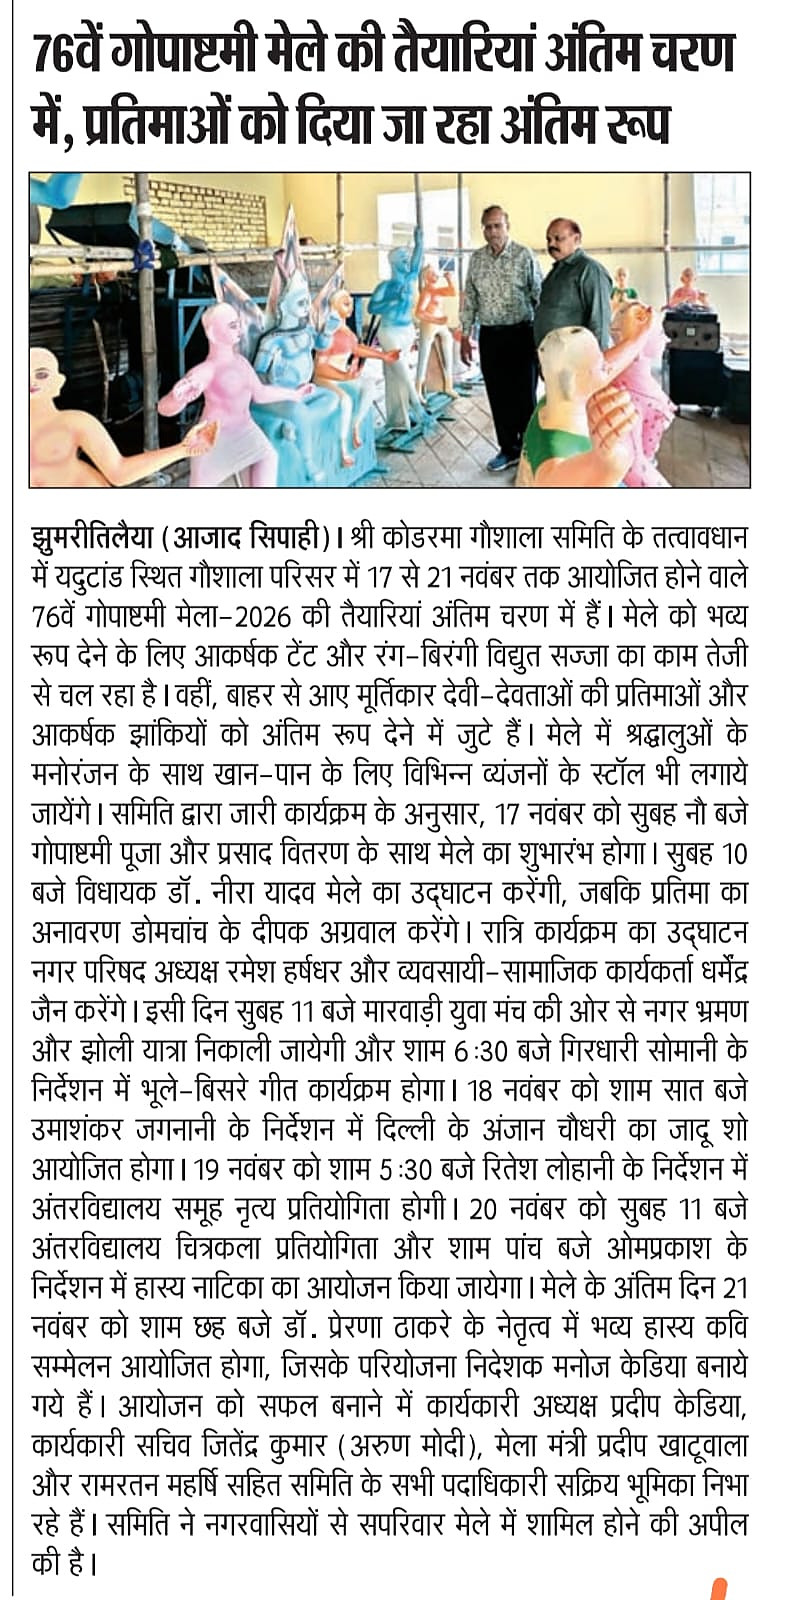 76वें गोपाष्टमी मेले की तैयारियां अंतिम चरण
में, प्रतिमाओं को दिया जा रहा अंतिम रूप
झुमरीतिलैया (आजाद सिपाही)। श्री कोडरमा गौशाला समिति के तत्वावधान
में यदुटांड स्थित गौशाला परिसर में 17 से 21 नवंबर तक आयोजित होने वाले
76वें गोपाष्टमी मेला-2026 की तैयारियां अंतिम चरण में हैं। मेले को भव्य
रूप देने के लिए आकर्षक टेंट और रंग-बिरंगी विद्युत सज्जा का काम तेजी
से चल रहा है। वहीं, बाहर से आए मूर्तिकार देवी-देवताओं की प्रतिमाओं और
आकर्षक झांकियों को अंतिम रूप देने में जुटे हैं। मेले में श्रद्धालुओं के
मनोरंजन के साथ खान-पान के लिए विभिन्न व्यंजनों के स्टॉल भी लगाये
जायेंगे। समिति द्वारा जारी कार्यक्रम के अनुसार, 17 नवंबर को सुबह नौ बजे
गोपाष्टमी पूजा और प्रसाद वितरण के साथ मेले का शुभारंभ होगा। सुबह 10
बजे विधायक डॉ. नीरा यादव मेले का उद्घाटन करेंगी, जबकि प्रतिमा का
अनावरण डोमचांच के दीपक अग्रवाल करेंगे। रात्रि कार्यक्रम का उद्घाटन
नगर परिषद अध्यक्ष रमेश हर्षधर और व्यवसायी-सामाजिक कार्यकर्ता धर्मेंद्र
जैन करेंगे। इसी दिन सुबह 11 बजे मारवाड़ी युवा मंच की ओर से नगर भ्रमण
और झोली यात्रा निकाली जायेगी और शाम 6:30 बजे गिरधारी सोमानी के
निर्देशन में भूले-बिसरे गीत कार्यक्रम होगा। 18 नवंबर को शाम सात बजे
उमाशंकर जगनानी के निर्देशन में दिल्ली के अंजान चौधरी का जादू शो
आयोजित होगा। 19 नवंबर को शाम 5:30 बजे रितेश लोहानी के निर्देशन में
अंतरविद्यालय समूह नृत्य प्रतियोगिता होगी। 20 नवंबर को सुबह 11 बजे
अंतरविद्यालय चित्रकला प्रतियोगिता और शाम पांच बजे ओमप्रकाश के
निर्देशन में हास्य नाटिका का आयोजन किया जायेगा। मेले के अंतिम दिन 21
नवंबर को शाम छह बजे डॉ. प्रेरणा ठाकरे के नेतृत्व में भव्य हास्य कवि
सम्मेलन आयोजित होगा, जिसके परियोजना निदेशक मनोज केडिया बनाये
गये हैं। आयोजन को सफल बनाने में कार्यकारी अध्यक्ष प्रदीप केडिया,
कार्यकारी सचिव जितेंद्र कुमार (अरुण मोदी), मेला मंत्री प्रदीप खाटूवाला
और रामरतन महर्षि सहित समिति के सभी पदाधिकारी सक्रिय भूमिका निभा
रहे हैं। समिति ने नगरवासियों से सपरिवार मेले में शामिल होने की अपील
की है।